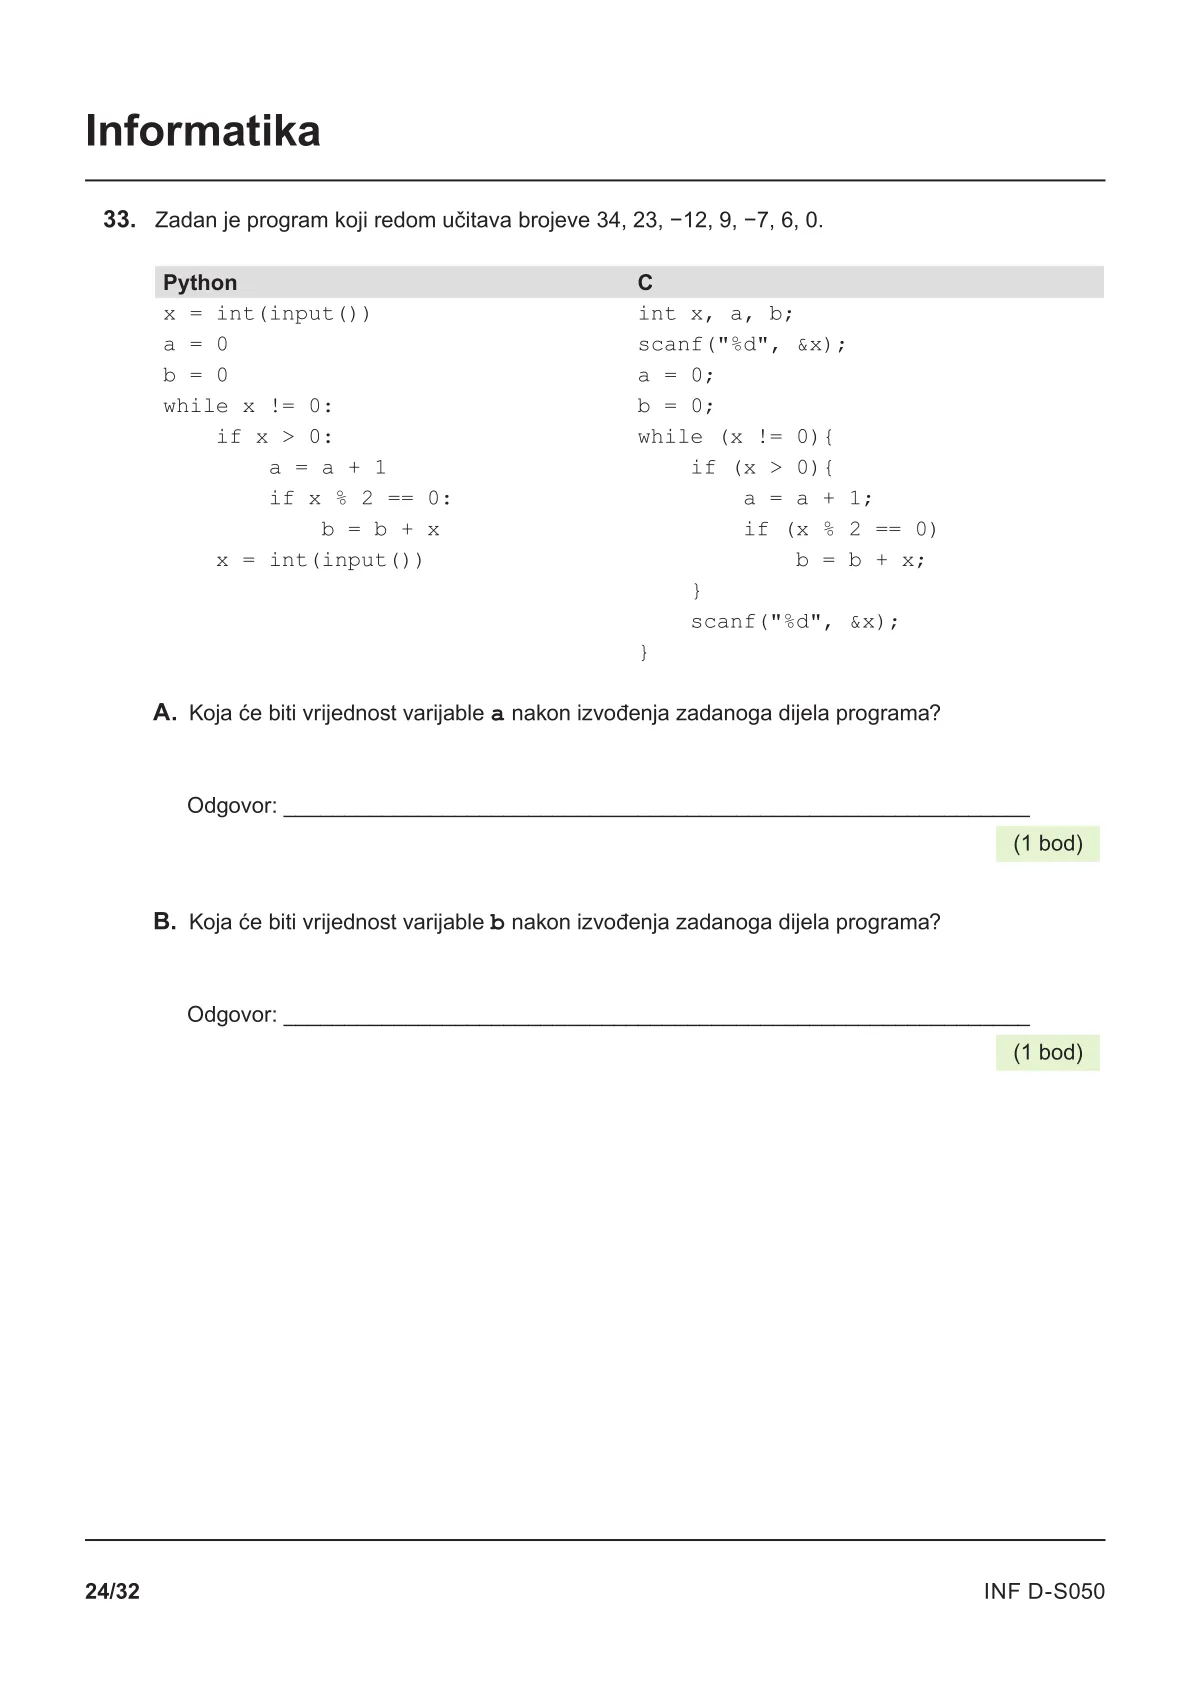 Informatika
33. Zadan je program koji redom učitava brojeve 34, 23, −12, 9, −7, 6, 0.
Python C
x = int(input()) int x, a, b;
a = 0 scanf("%d", &x);
b = 0 a = 0;
while x != 0: b = 0;
if x > 0: while (x != 0){
a = a + 1 if (x > 0){
if x % 2 == 0: a = a + 1;
b = b + x if (x % 2 == 0)
x = int(input()) b = b + x;
}
scanf("%d", &x);
}
A. Koja će biti vrijednost varijable a nakon izvođenja zadanoga dijela programa?
Odgovor: ______________________________________________________________
(1 bod)
B. Koja će biti vrijednost varijable b nakon izvođenja zadanoga dijela programa?
Odgovor: ______________________________________________________________
(1 bod)
24/32 INF D-S050